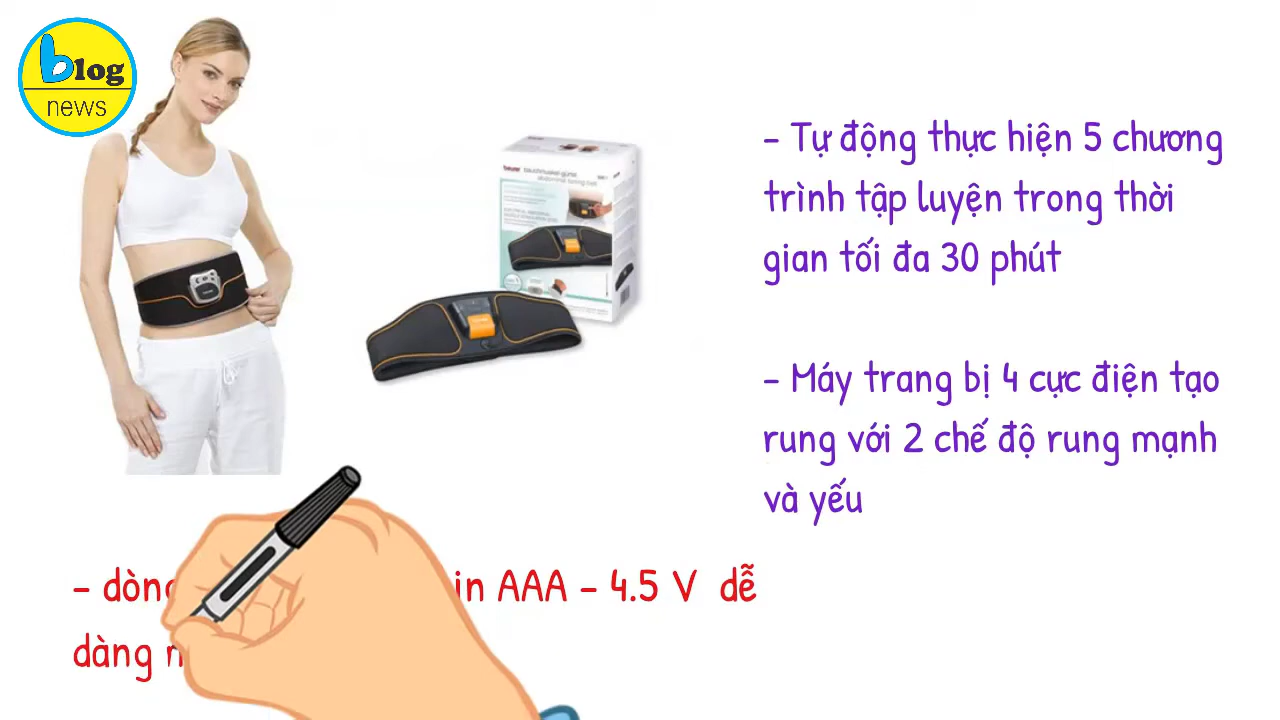 blog
news
beurer
- Tự động thực hiện 5 chương
trình tập luyện trong thời
gian tối đa 30 phút
- Máy trang bị 4 cực điện tạo
rung với 2 chế độ rung mạnh
và yếu
- AAA - 4.5 V dễ
dàng